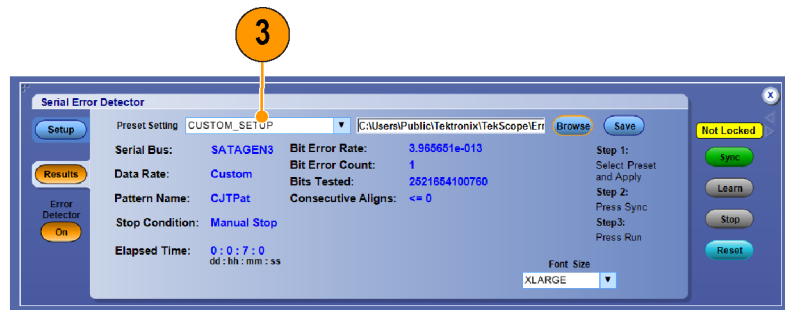 3
Serial Error Detector
Setup
Preset Setting CUSTOM_SETUP C:\Users\Public\Tektronix\TekScope\Err Browse Save
Not Locked
Serial Bus: SATAGEN3
Data Rate: Custom
Pattern Name: CJTPat
Stop Condition: Manual Stop
Elapsed Time: 0 : 0 : 7 : 0
dd : hh : mm : ss
Bit Error Rate: 3.965651e-013
Bit Error Count: 1
Bits Tested: 2521654100760
Consecutive Aligns: <= 0
Step 1:
Select Preset
and Apply
Step 2:
Press Sync
Step3:
Press Run
Font Size
XLARGE
Results
Error
Detector
On
Sync
Learn
Stop
Reset
X